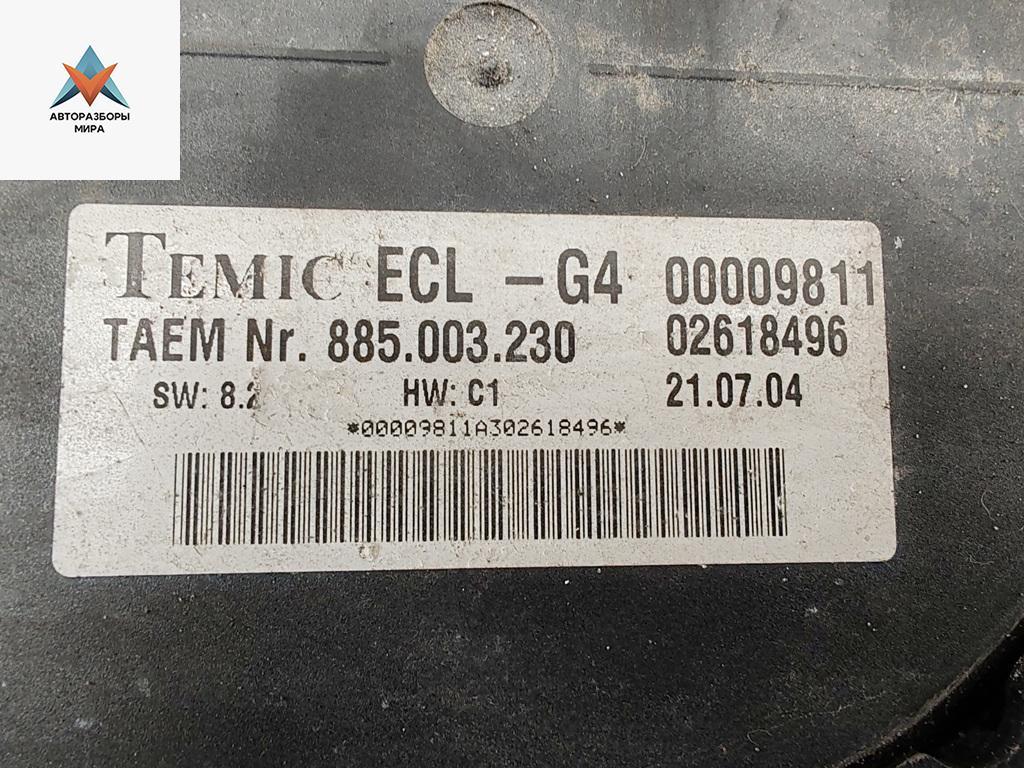 АВТОРАЗБОРЫ
МИРА
TEMIC ECL – G4 00009811
TAEM Nr. 885.003.230 02618496
SW: 8.2 HW: C1 21.07.04
*00009811A302618496*